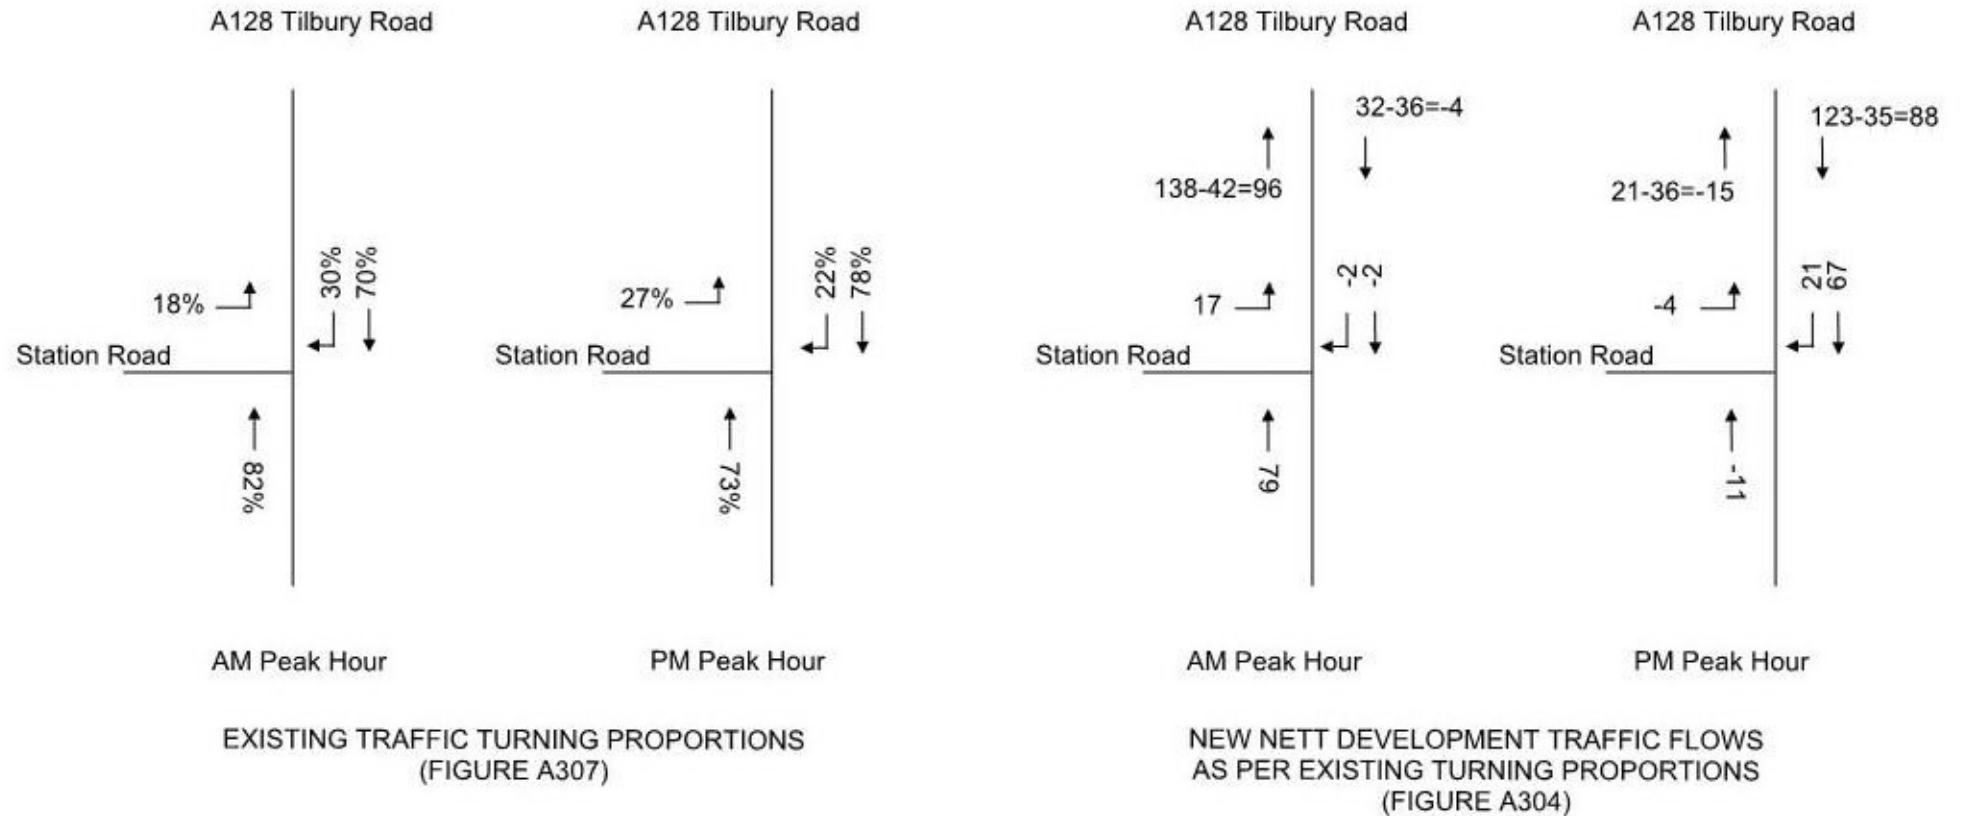 A128 Tilbury Road
A128 Tilbury Road
A128 Tilbury Road
A128 Tilbury Road
32-36=-4
123-35=88
138-42=96
21-36=-15
30%
70%
22%
78%
-2
-2
21
67
18%
27%
17
-4
Station Road
Station Road
Station Road
Station Road
82%
73%
79
-11
AM Peak Hour
PM Peak Hour
AM Peak Hour
PM Peak Hour
EXISTING TRAFFIC TURNING PROPORTIONS
(FIGURE A307)
NEW NETT DEVELOPMENT TRAFFIC FLOWS
AS PER EXISTING TURNING PROPORTIONS
(FIGURE A304)